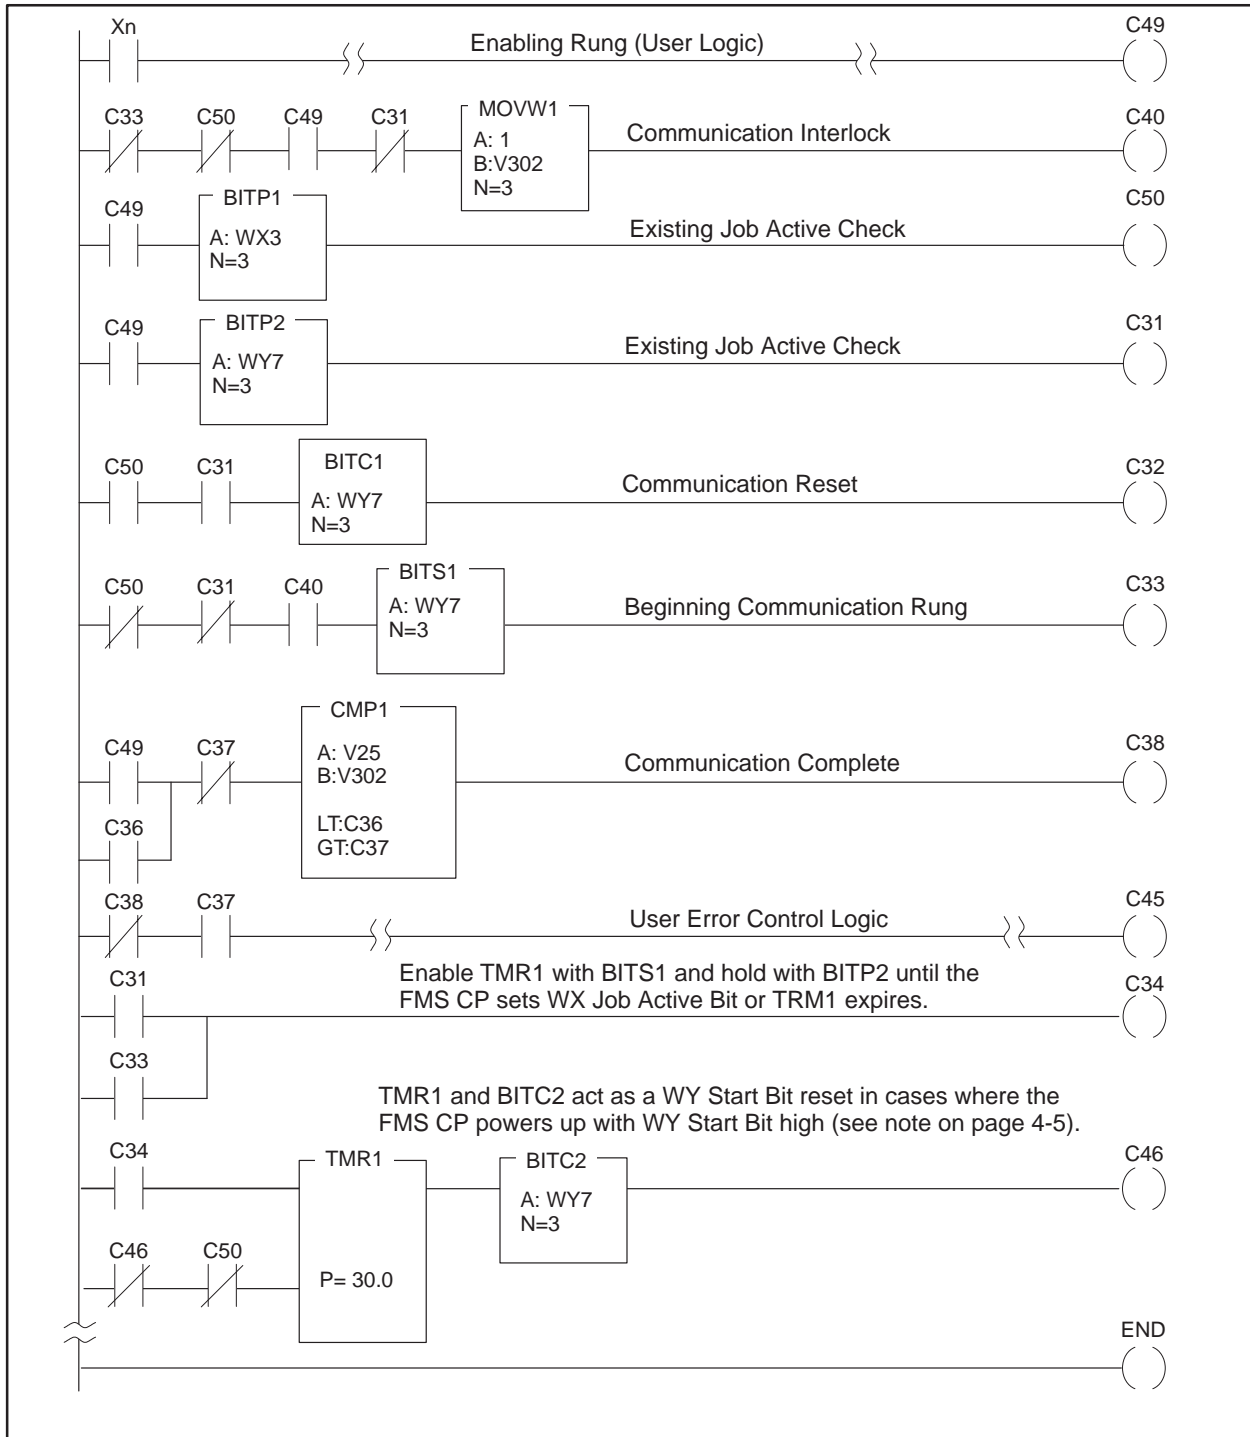 Xn
Enabling Rung (User Logic)
C49
C33 C50 C49 C31
MOVW1
A: 1
B:V302
N=3
Communication Interlock
C40
C49
BITP1
A: WX3
N=3
Existing Job Active Check
C50
C49
BITP2
A: WY7
N=3
Existing Job Active Check
C31
C50 C31
BITC1
A: WY7
N=3
Communication Reset
C32
C50 C31 C40
BITS1
A: WY7
N=3
Beginning Communication Rung
C33
C49 C37
C36
CMP1
A: V25
B:V302
LT:C36
GT:C37
Communication Complete
C38
C38 C37
User Error Control Logic
C45
C31
C33
Enable TMR1 with BITS1 and hold with BITP2 until the
FMS CP sets WX Job Active Bit or TRM1 expires.
C34
TMR1 and BITC2 act as a WY Start Bit reset in cases where the
FMS CP powers up with WY Start Bit high (see note on page 4-5).
C34
TMR1
BITC2
A: WY7
N=3
C46
C46 C50
P= 30.0
END